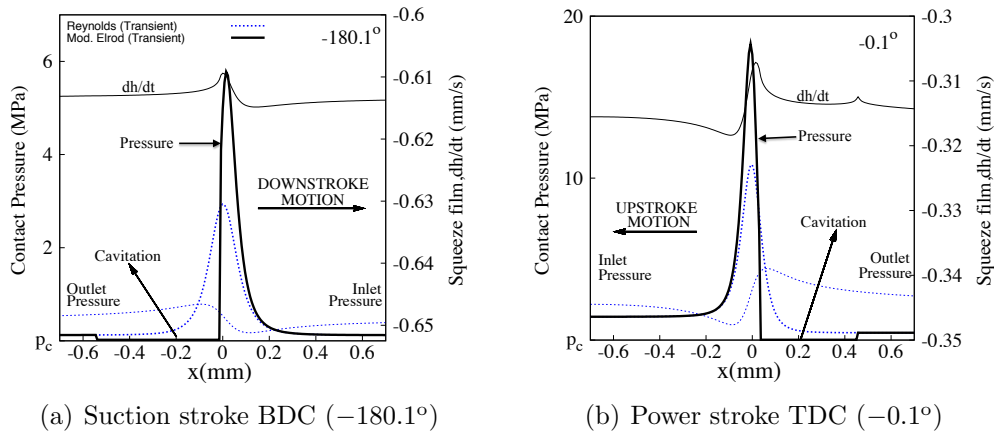 Reynolds (Transient)
Mod. Elrod (Transient)
-180.1°
dh/dt
Pressure
DOWNSTROKE
MOTION
Cavitation
Outlet
Pressure
Inlet
Pressure
Contact Pressure (MPa)
6
4
2
p_c
-0.6
-0.61
-0.62
-0.63
-0.64
-0.65
Squeeze film,dh/dt (mm/s)
-0.6 -0.4 -0.2 0 0.2 0.4 0.6
x(mm)
(a) Suction stroke BDC (−180.1°)
-0.1°
dh/dt
Pressure
UPSTROKE
MOTION
Cavitation
Inlet
Pressure
Outlet
Pressure
Contact Pressure (MPa)
20
10
p_c
-0.3
-0.31
-0.32
-0.33
-0.34
-0.35
Squeeze film,dh/dt (mm/s)
-0.6 -0.4 -0.2 0 0.2 0.4 0.6
x(mm)
(b) Power stroke TDC (−0.1°)